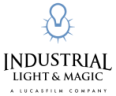 INDUSTRIAL
LIGHT & MAGIC
A LUCASFILM COMPANY